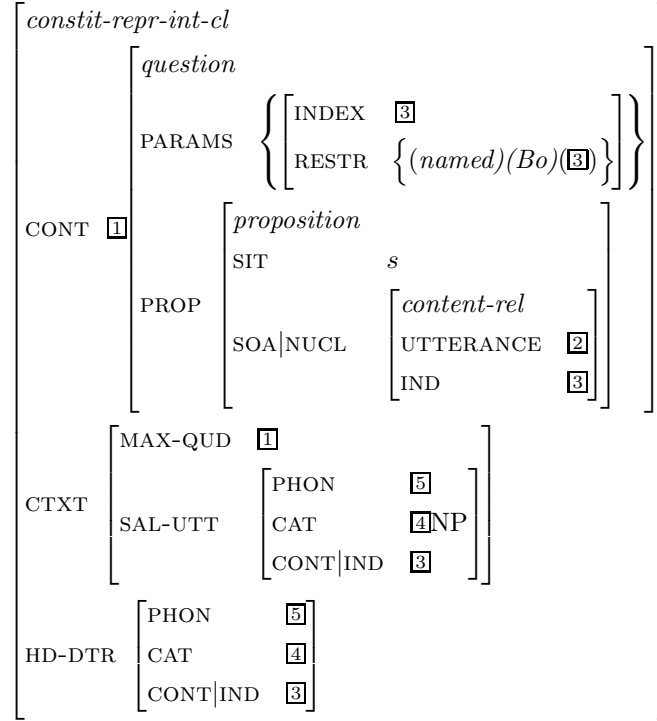 constit-repr-int-cl
question
PARAMS { INDEX 3
RESTR {(named)(Bo)(3)} }
CONT 1
proposition
SIT s
PROP
content-rel
SOA|NUCL UTTERANCE 2
IND 3
MAX-QUD 1
PHON 5
CTXT
SAL-UTT CAT 4NP
CONT|IND 3
PHON 5
HD-DTR CAT 4
CONT|IND 3